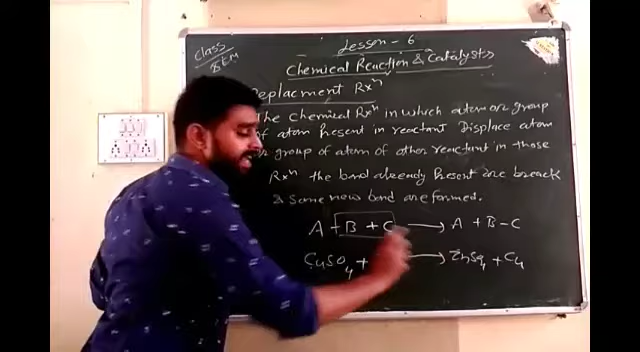 Class
8th
Lesson - 6
Chemical Reaction & Catalysts
Replacment Rxⁿ
The Chemical Rxⁿ in which atom or group
of atom Present in reactant Displace atom
or group of atom of other reactant in those
Rxⁿ the bond already Present are break
& Some new bond are formed.
A + B + C → A + B - C
CuSO₄ + → ZnSO₄ + Cu